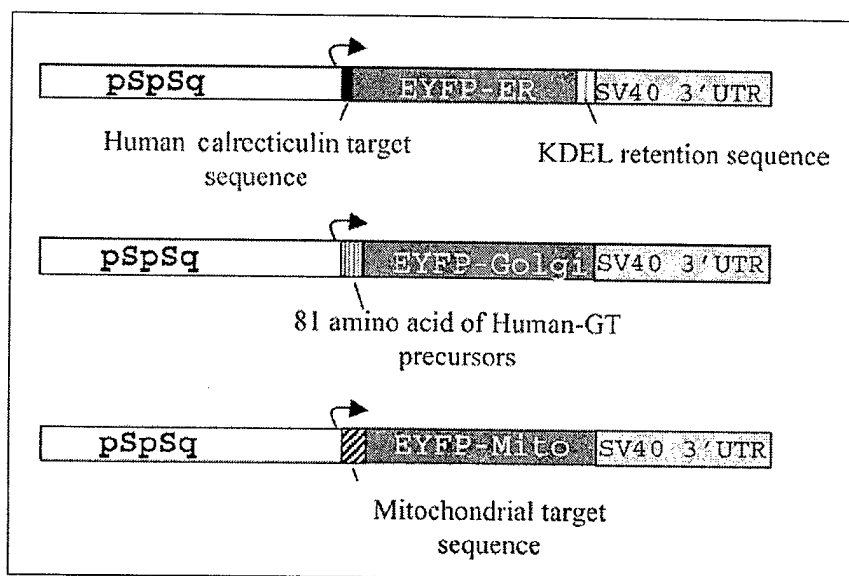 pSpSq EYFP-ER SV40 3'UTR
Human calrecticulin target
sequence
KDEL retention sequence
pSpSq EYFP-Golgi SV40 3'UTR
81 amino acid of Human-GT
precursors
pSpSq EYFP-Mito SV40 3'UTR
Mitochondrial target
sequence